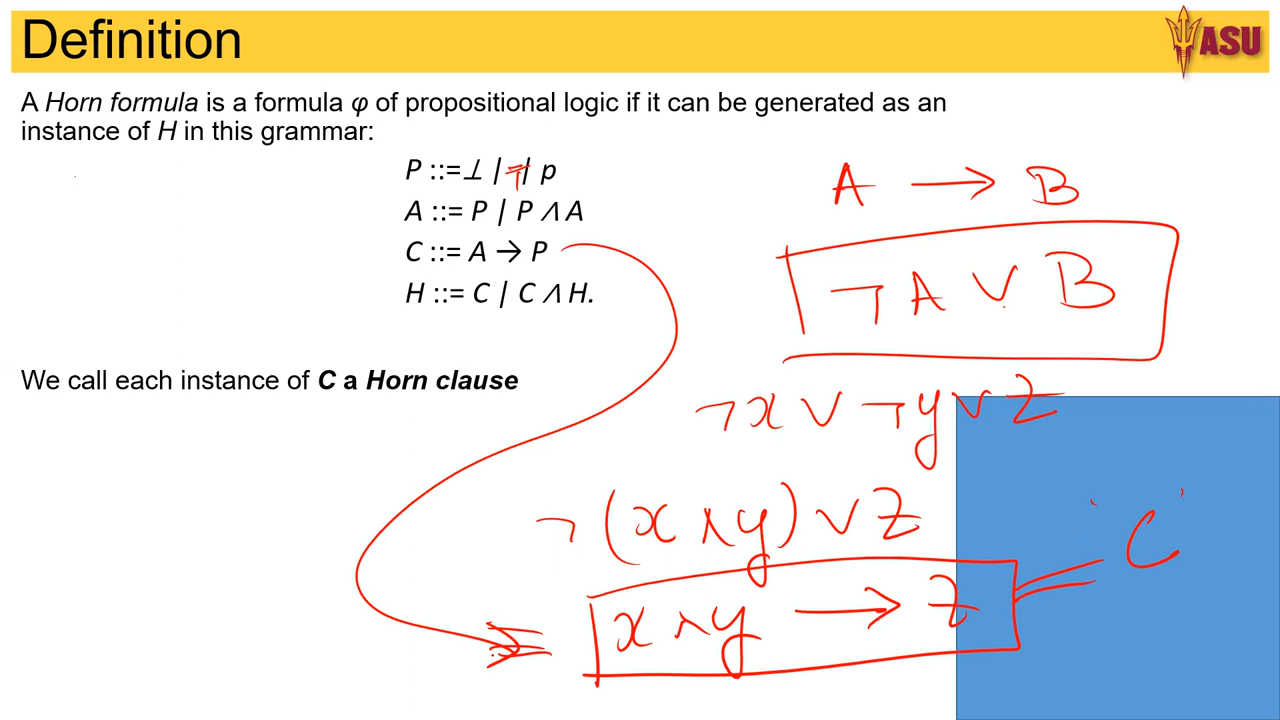 Definition
ASU
A Horn formula is a formula φ of propositional logic if it can be generated as an
instance of H in this grammar:
P ::=⊥ | ⊤ | p
A ::= P | P ∧ A
C ::= A → P
H ::= C | C ∧ H.
We call each instance of C a Horn clause
A → B
¬ A ∨ B
¬x ∨ ¬y ∨ z
¬(x ∧ y) ∨ z
≡ x ∧ y → z
'C'